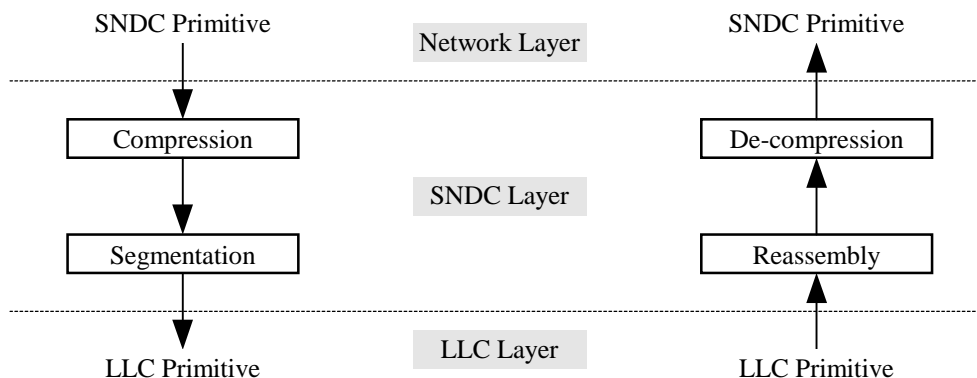 SNDC Primitive
Network Layer
SNDC Primitive
Compression
De-compression
SNDC Layer
Segmentation
Reassembly
LLC Layer
LLC Primitive
LLC Primitive